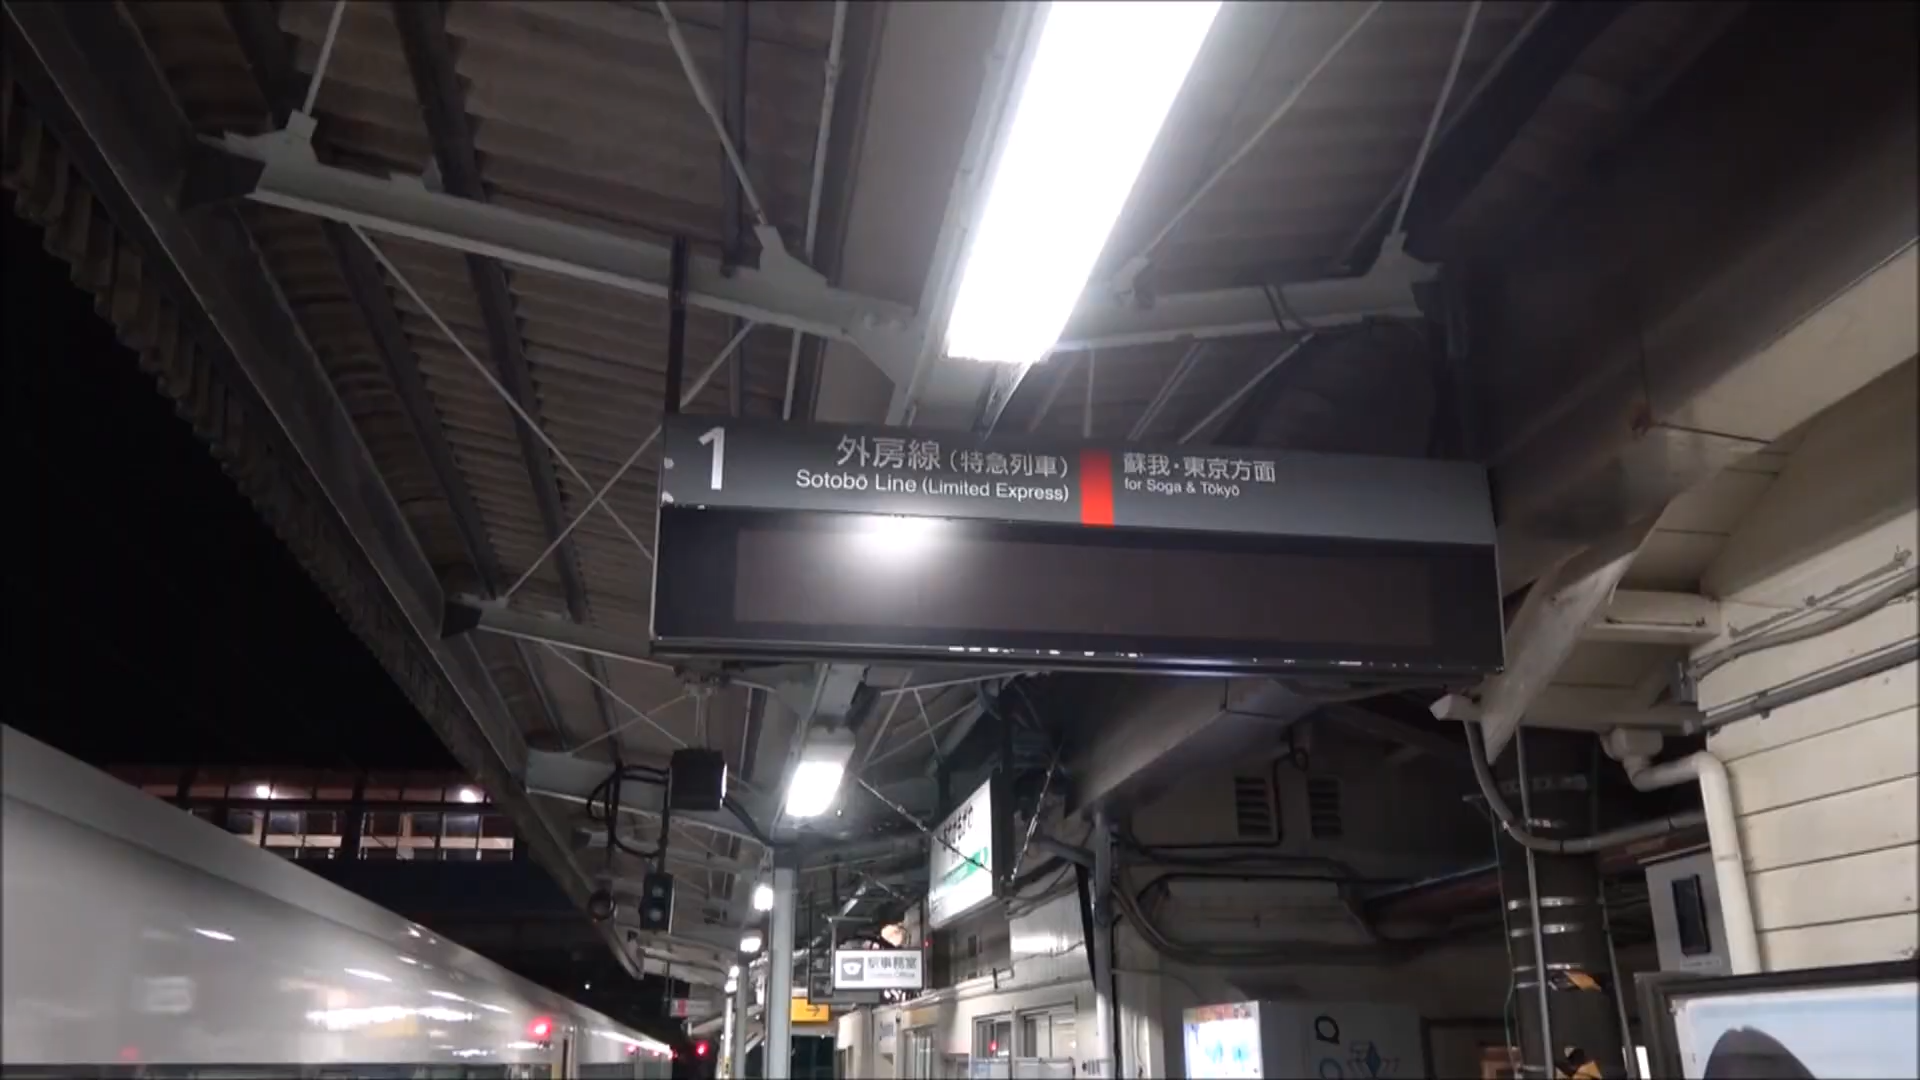 1
外房線(特急列車)
Sotobō Line (Limited Express)
蘇我・東京方面
for Soga & Tōkyō
駅事務室